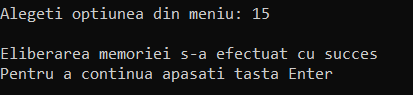 Alegeti optiunea din meniu: 15
Eliberarea memoriei s-a efectuat cu succes
Pentru a continua apasati tasta Enter